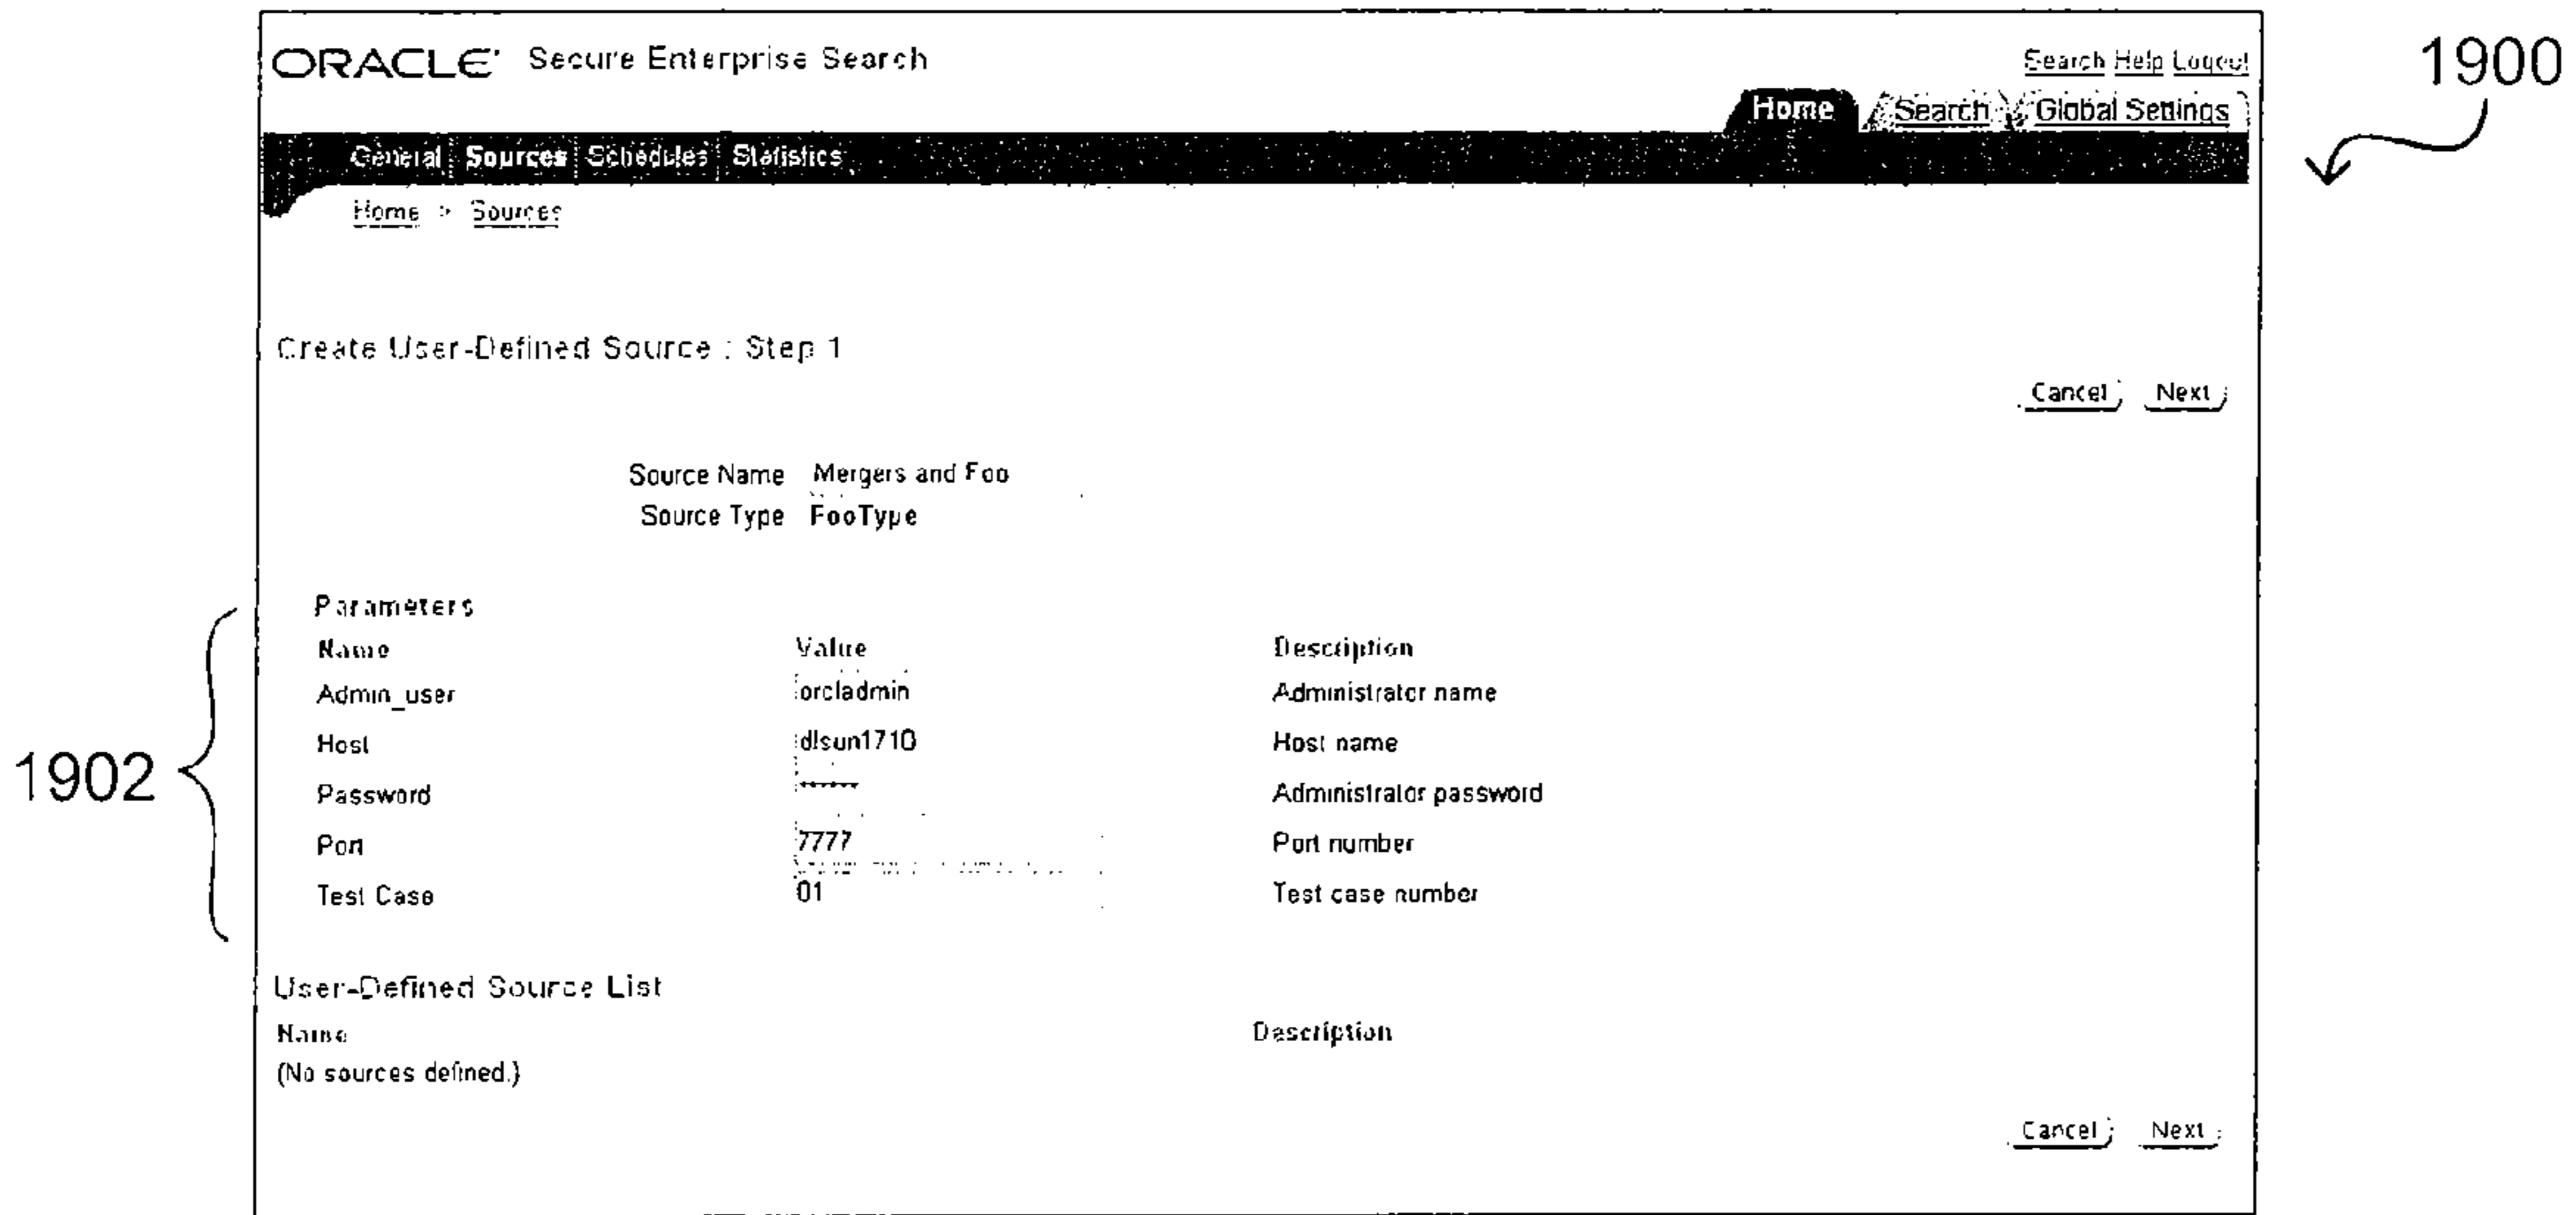 ORACLE Secure Enterprise Search
Search Help Logout
1900
Home Search Global Settings
General Sources Schedules Statistics
Home > Sources
Create User-Defined Source : Step 1
Cancel Next
Source Name Mergers and Foo
Source Type FooType
Parameters
Name Value Description
Admin_user orcladmin Administrator name
Host dlsun1710 Host name
1902
Password ****** Administrator password
Port 7777 Port number
Test Case 01 Test case number
User-Defined Source List
Name Description
(No sources defined.)
Cancel Next